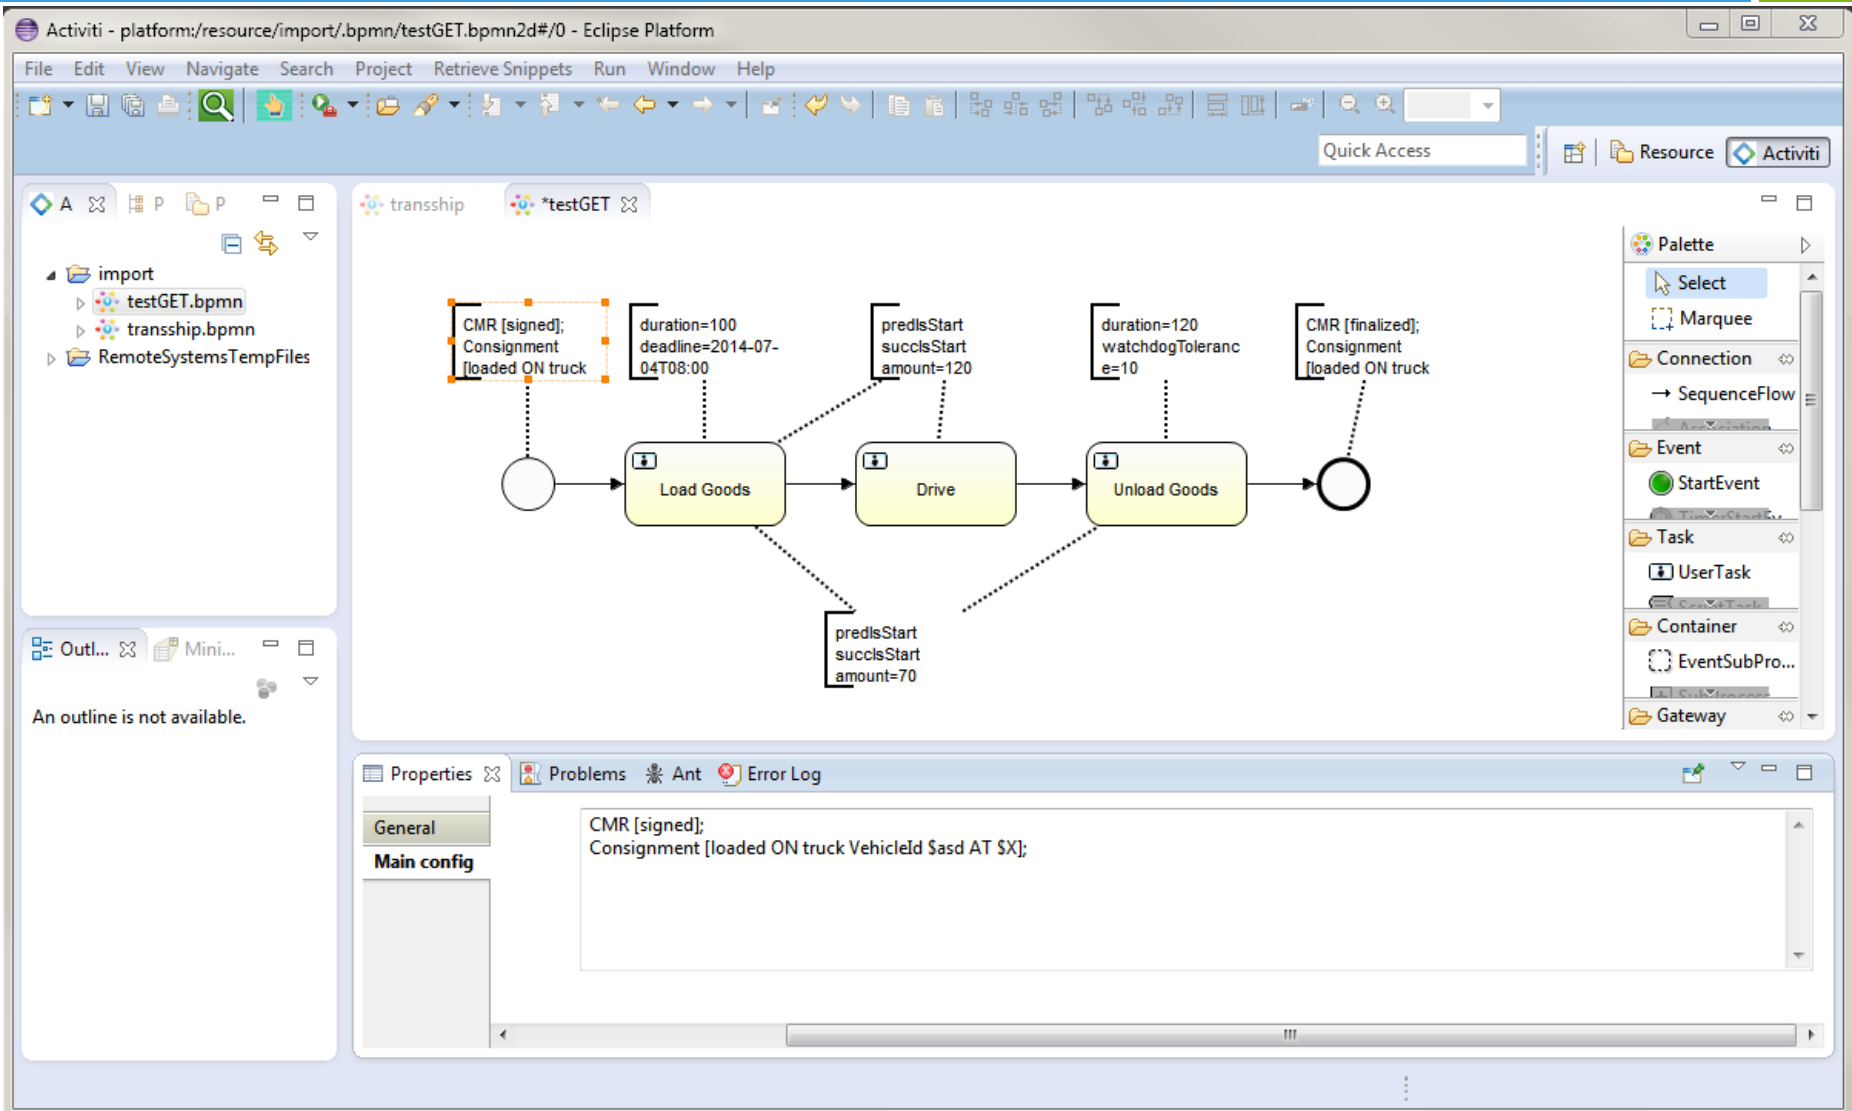 Activiti - platform:/resource/import/.bpmn/testGET.bpmn2d#/0 - Eclipse Platform
File Edit View Navigate Search Project Retrieve Snippets Run Window Help
Quick Access
Resource
Activiti
A
P
P
import
testGET.bpmn
transship.bpmn
RemoteSystemsTempFiles
Outl...
Mini...
An outline is not available.
transship
*testGET
CMR [signed];
Consignment
[loaded ON truck
duration=100
deadline=2014-07-
04T08:00
predIsStart
succIsStart
amount=120
duration=120
watchdogToleranc
e=10
CMR [finalized];
Consignment
[loaded ON truck
Load Goods
Drive
Unload Goods
predIsStart
succIsStart
amount=70
Palette
Select
Marquee
Connection
SequenceFlow
Association
Event
StartEvent
TimerStartEv
Task
UserTask
ScriptTask
Container
EventSubPro...
SubProcess
Gateway
Properties
Problems
Ant
Error Log
General
Main config
CMR [signed];
Consignment [loaded ON truck VehicleId $asd AT $X];